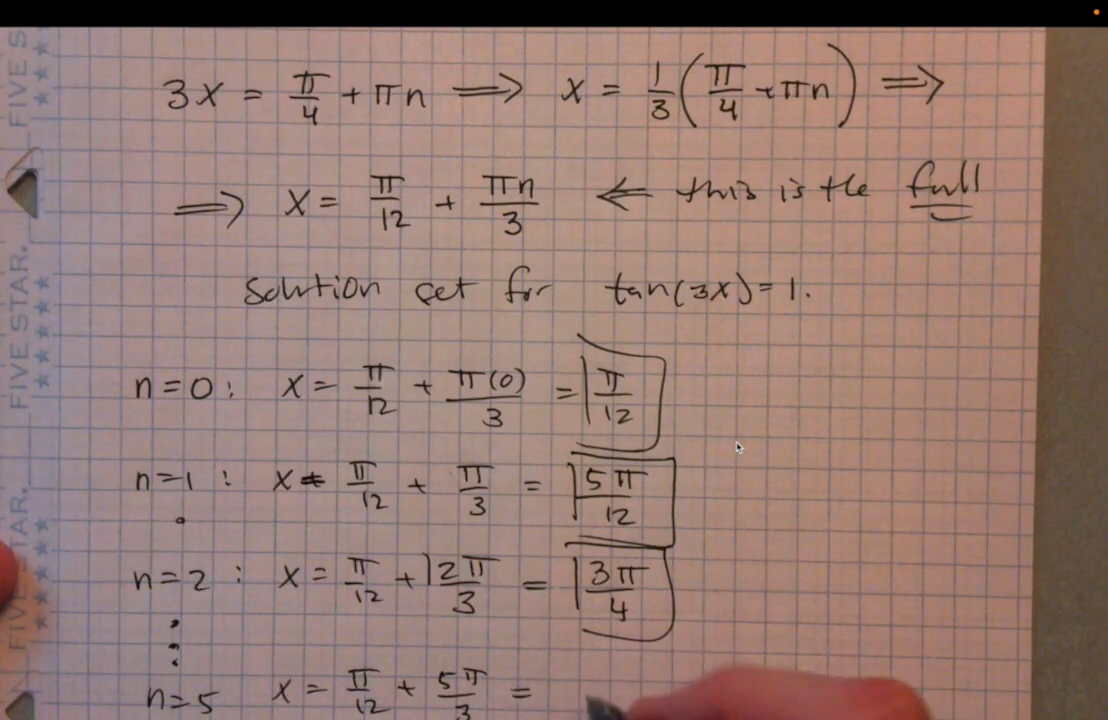 3x = π/4 + πn ⟹ x = 1/3 (π/4 + πn) ⟹
⟹ x = π/12 + πn/3 ⟸ this is the full
solution set for tan(3x) = 1.
n = 0 : x = π/12 + π(0)/3 = π/12
n = 1 : x = π/12 + π/3 = 5π/12
n = 2 : x = π/12 + 2π/3 = 3π/4
n = 5 x = π/12 + 5π/3 =
FIVE STAR.
FIVE STAR.
FIVE S